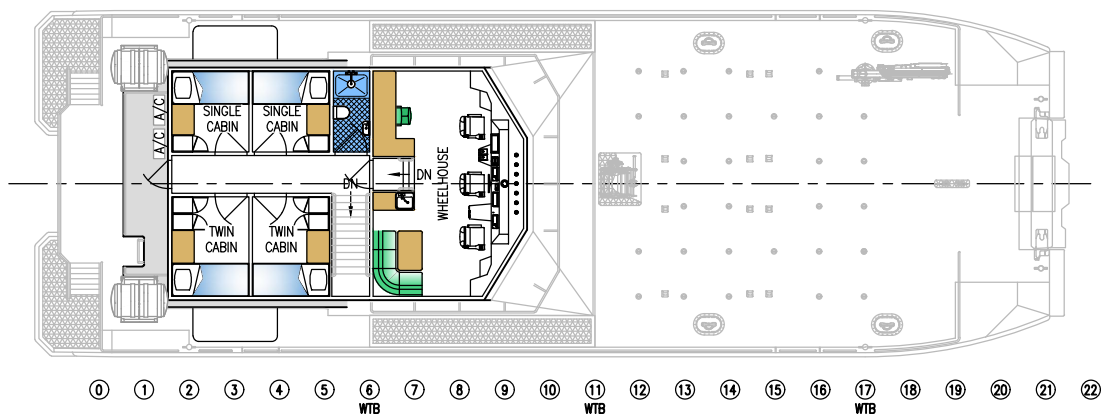 A/C
A/C
SINGLE
CABIN
SINGLE
CABIN
DN
DN
WHEELHOUSE
TWIN
CABIN
TWIN
CABIN
0 1 2 3 4 5 6 7 8 9 10 11 12 13 14 15 16 17 18 19 20 21 22
WTB WTB WTB